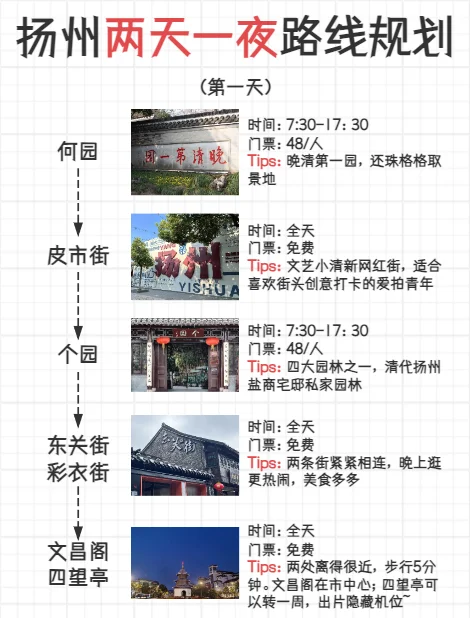 扬州两天一夜路线规划
（第一天）
何园
晚清第一园
时间：7:30-17：30
门票：48/人
Tips：晚清第一园，还珠格格取
景地
皮市街
扬州
YISHUA
时间：全天
门票：免费
Tips：文艺小清新网红街，适合
喜欢街头创意打卡的爱拍青年
个园
个园
时间：7:30-17：30
门票：48/人
Tips：四大园林之一，清代扬州
盐商宅邸私家园林
东关街
彩衣街
东关街
时间：全天
门票：免费
Tips：两条街紧紧相连，晚上逛
更热闹，美食多多
文昌阁
四望亭
时间：全天
门票：免费
Tips：两处离得很近，步行5分
钟。文昌阁在市中心；四望亭可
以转一周，出片隐藏机位~